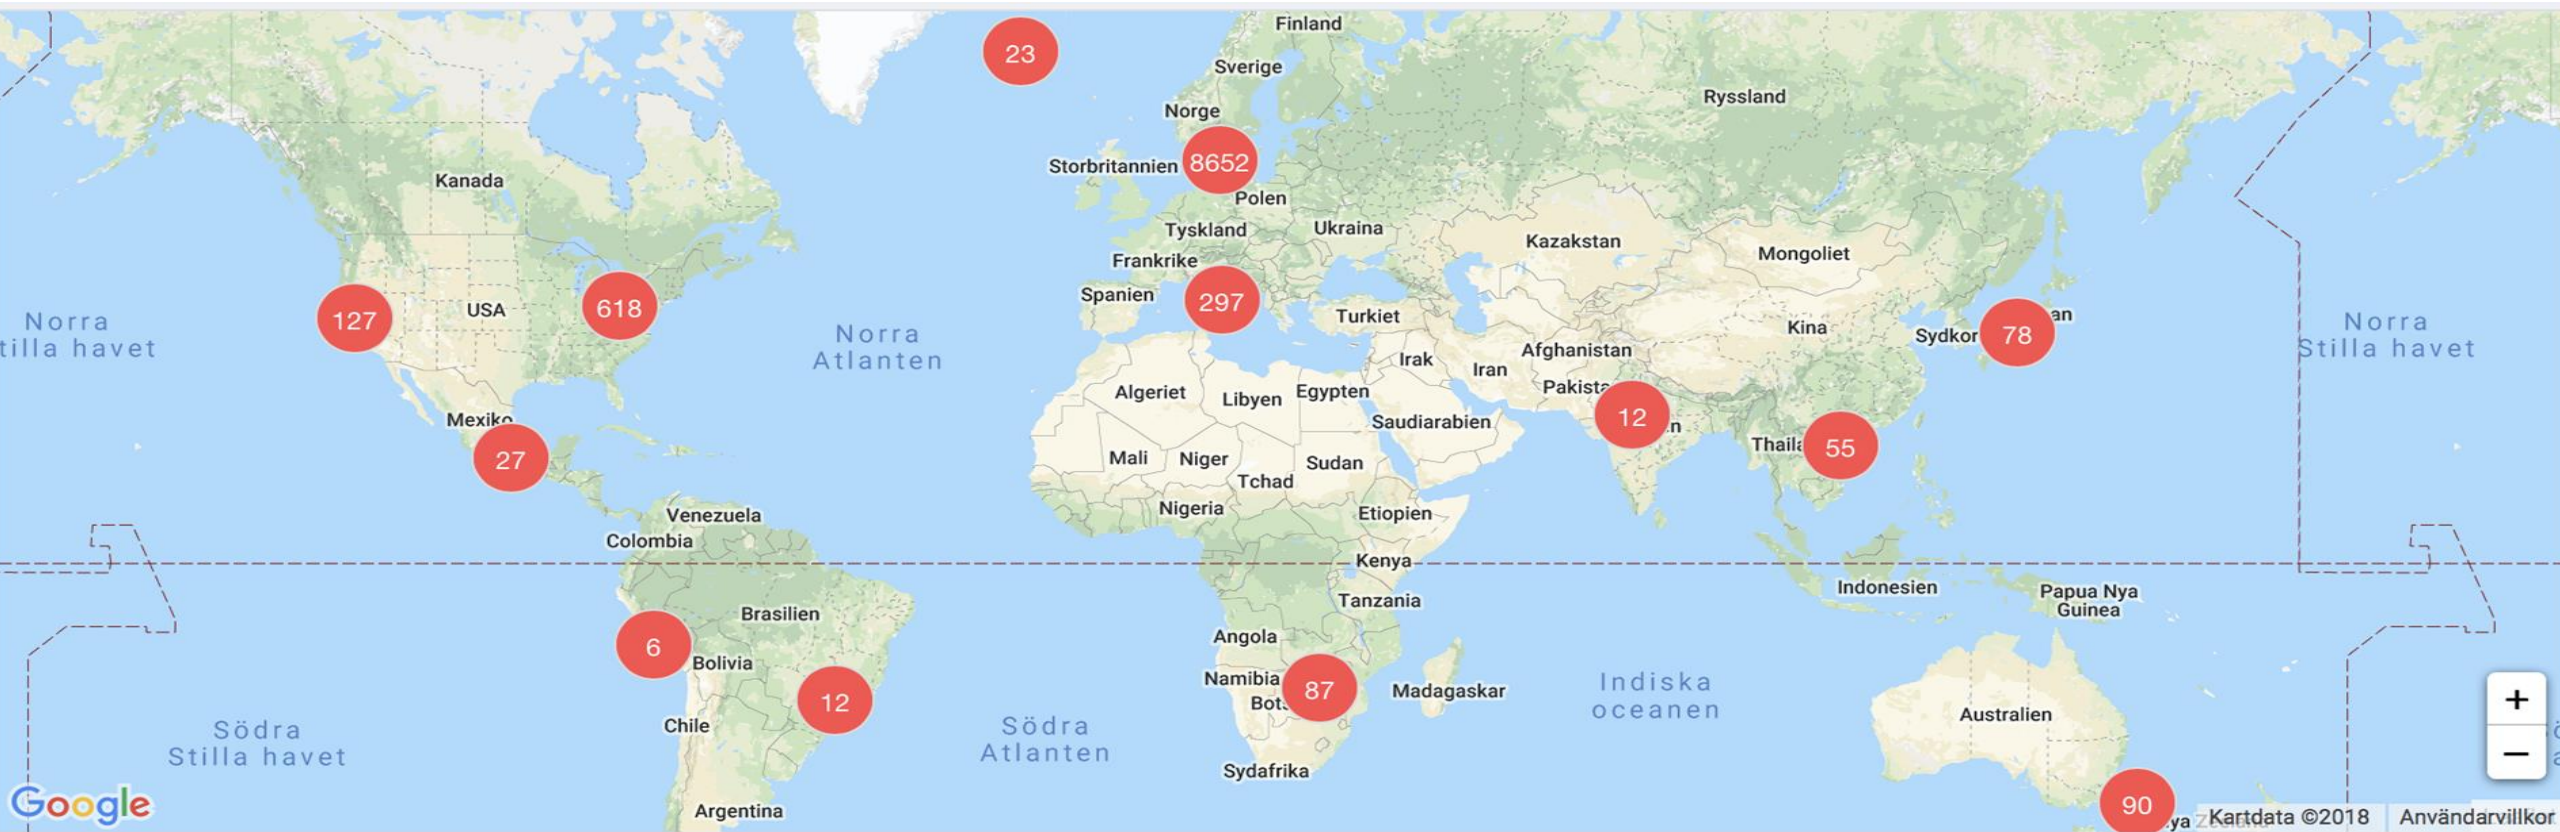 Finland
23
Sverige
Ryssland
Norge
Storbritannien
8652
Kanada
Polen
Tyskland
Ukraina
Kazakstan
Mongoliet
Frankrike
Spanien
297
618
127
USA
Turkiet
Kina
78
Norra
Norra
Atlanten
Norra
Stilla havet
Afghanistan
Irak
Iran
Algeriet
Libyen
Egypten
Saudiarabien
12
Mexiko
27
55
Mali
Niger
Sudan
Tchad
Nigeria
Etiopien
Venezuela
Colombia
Kenya
Indonesien
Papua Nya
Guinea
Tanzania
Brasilien
Angola
6
Bolivia
Namibia
87
Madagaskar
Indiska
oceanen
12
Chile
Australien
Södra
Stilla havet
Södra
Atlanten
Sydafrika
+
−
Google
Argentina
90
Kartdata ©2018
Användarvillkor